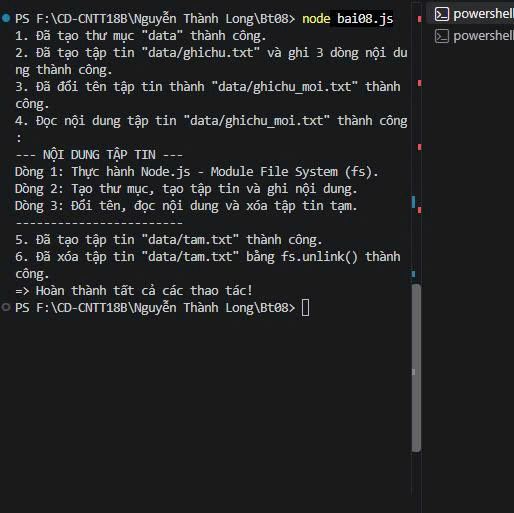 PS F:\CD-CNTT18B\Nguyễn Thành Long\Bt08> node bai08.js
1. Đã tạo thư mục "data" thành công.
2. Đã tạo tập tin "data/ghichu.txt" và ghi 3 dòng nội du
ng thành công.
3. Đã đổi tên tập tin thành "data/ghichu_moi.txt" thành
công.
4. Đọc nội dung tập tin "data/ghichu_moi.txt" thành công
:
--- NỘI DUNG TẬP TIN ---
Dòng 1: Thực hành Node.js - Module File System (fs).
Dòng 2: Tạo thư mục, tạo tập tin và ghi nội dung.
Dòng 3: Đổi tên, đọc nội dung và xóa tập tin tạm.
------------------------
5. Đã tạo tập tin "data/tam.txt" thành công.
6. Đã xóa tập tin "data/tam.txt" bằng fs.unlink() thành
công.
=> Hoàn thành tất cả các thao tác!
PS F:\CD-CNTT18B\Nguyễn Thành Long\Bt08>
powershell
powershell